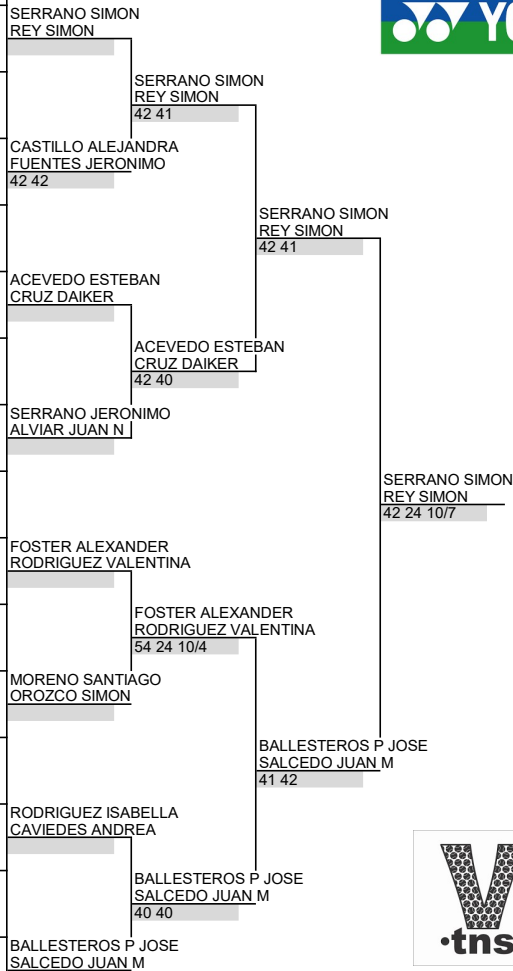 SERRANO SIMON
REY SIMON
SERRANO SIMON
REY SIMON
42 41
CASTILLO ALEJANDRA
FUENTES JERONIMO
42 42
SERRANO SIMON
REY SIMON
42 41
ACEVEDO ESTEBAN
CRUZ DAIKER
ACEVEDO ESTEBAN
CRUZ DAIKER
42 40
SERRANO JERONIMO
ALVIAR JUAN N
SERRANO SIMON
REY SIMON
42 24 10/7
FOSTER ALEXANDER
RODRIGUEZ VALENTINA
FOSTER ALEXANDER
RODRIGUEZ VALENTINA
54 24 10/4
MORENO SANTIAGO
OROZCO SIMON
BALLESTEROS P JOSE
SALCEDO JUAN M
41 42
RODRIGUEZ ISABELLA
CAVIEDES ANDREA
BALLESTEROS P JOSE
SALCEDO JUAN M
40 40
BALLESTEROS P JOSE
SALCEDO JUAN M
V
•tns